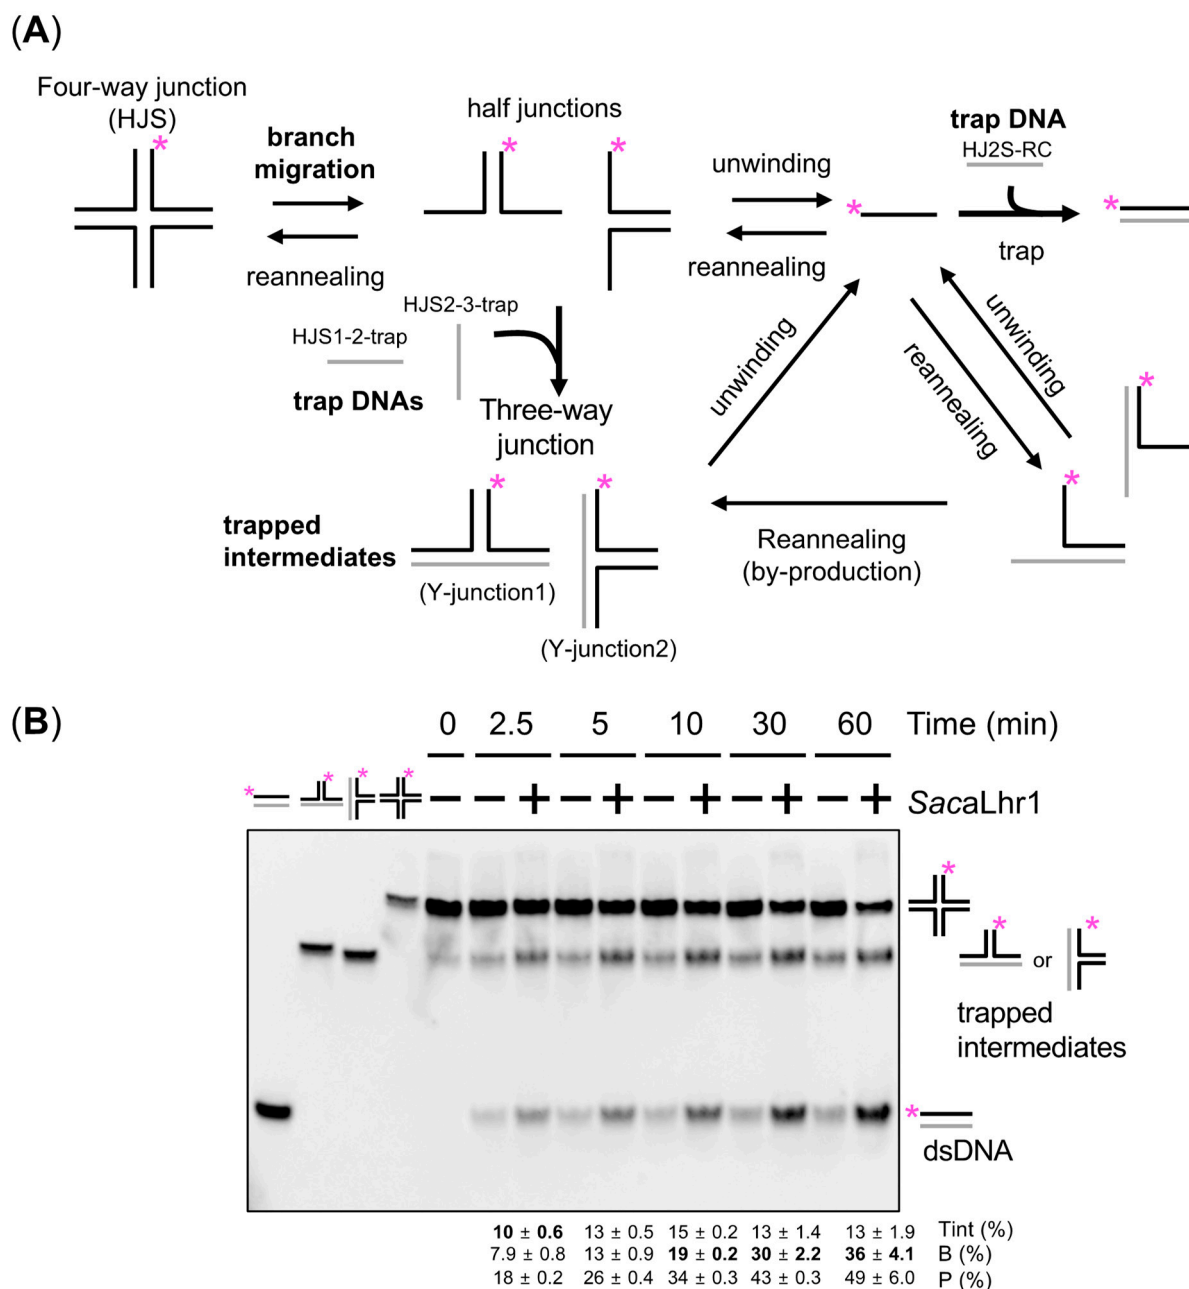 (A)
Four-way junction
(HJS)
*
branch
migration
reannealing
half junctions
*
*
unwinding
reannealing
*
trap DNA
HJ2S-RC
trap
*
HJS1-2-trap
HJS2-3-trap
trap DNAs
Three-way
junction
unwinding
reannealing
unwinding
*
*
trapped
intermediates
*
*
(Y-junction1)
(Y-junction2)
Reannealing
(by-production)
(B)
0 2.5 5 10 30 60 Time (min)
* * * *
− − + − + − + − + − + SacaLhr1
*
* or *
trapped
intermediates
*
dsDNA
10 ± 0.6 13 ± 0.5 15 ± 0.2 13 ± 1.4 13 ± 1.9 Tint (%)
7.9 ± 0.8 13 ± 0.9 19 ± 0.2 30 ± 2.2 36 ± 4.1 B (%)
18 ± 0.2 26 ± 0.4 34 ± 0.3 43 ± 0.3 49 ± 6.0 P (%)